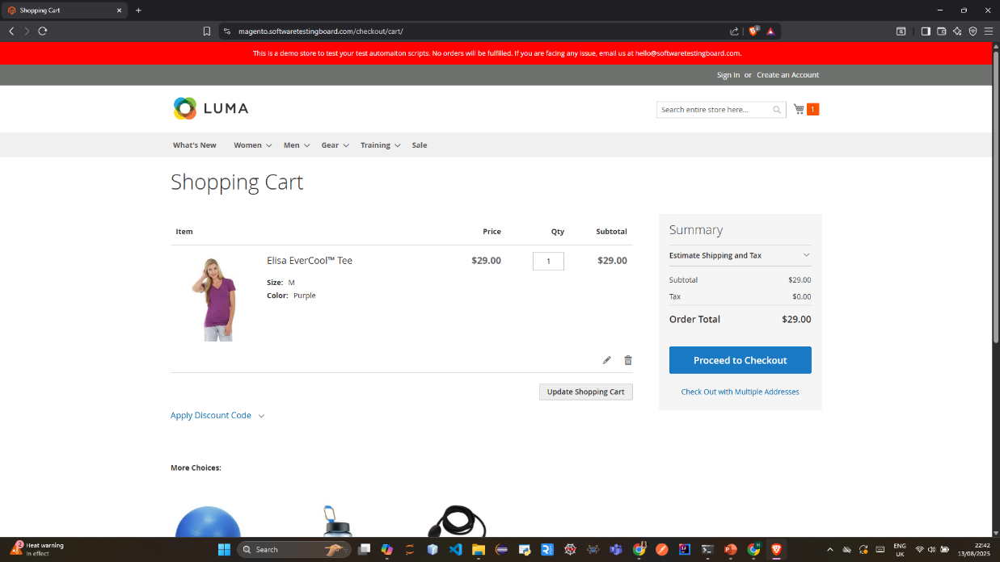 Shopping Cart
magento.softwaretestingboard.com/checkout/cart/
2
This is a demo store to test your test automaiton scripts. No orders will be fulfilled. If you are facing any issue, email us at hello@softwaretestingboard.com.
Sign In or Create an Account
LUMA
Search entire store here...
1
What's New Women Men Gear Training Sale
Shopping Cart
Item Price Qty Subtotal
Elisa EverCool™ Tee $29.00 1 $29.00
Size: M
Color: Purple
Update Shopping Cart
Apply Discount Code
Summary
Estimate Shipping and Tax
Subtotal $29.00
Tax $0.00
Order Total $29.00
Proceed to Checkout
Check Out with Multiple Addresses
More Choices:
Heat warning
In effect
Search
ENG
UK
22:42
13/08/2025